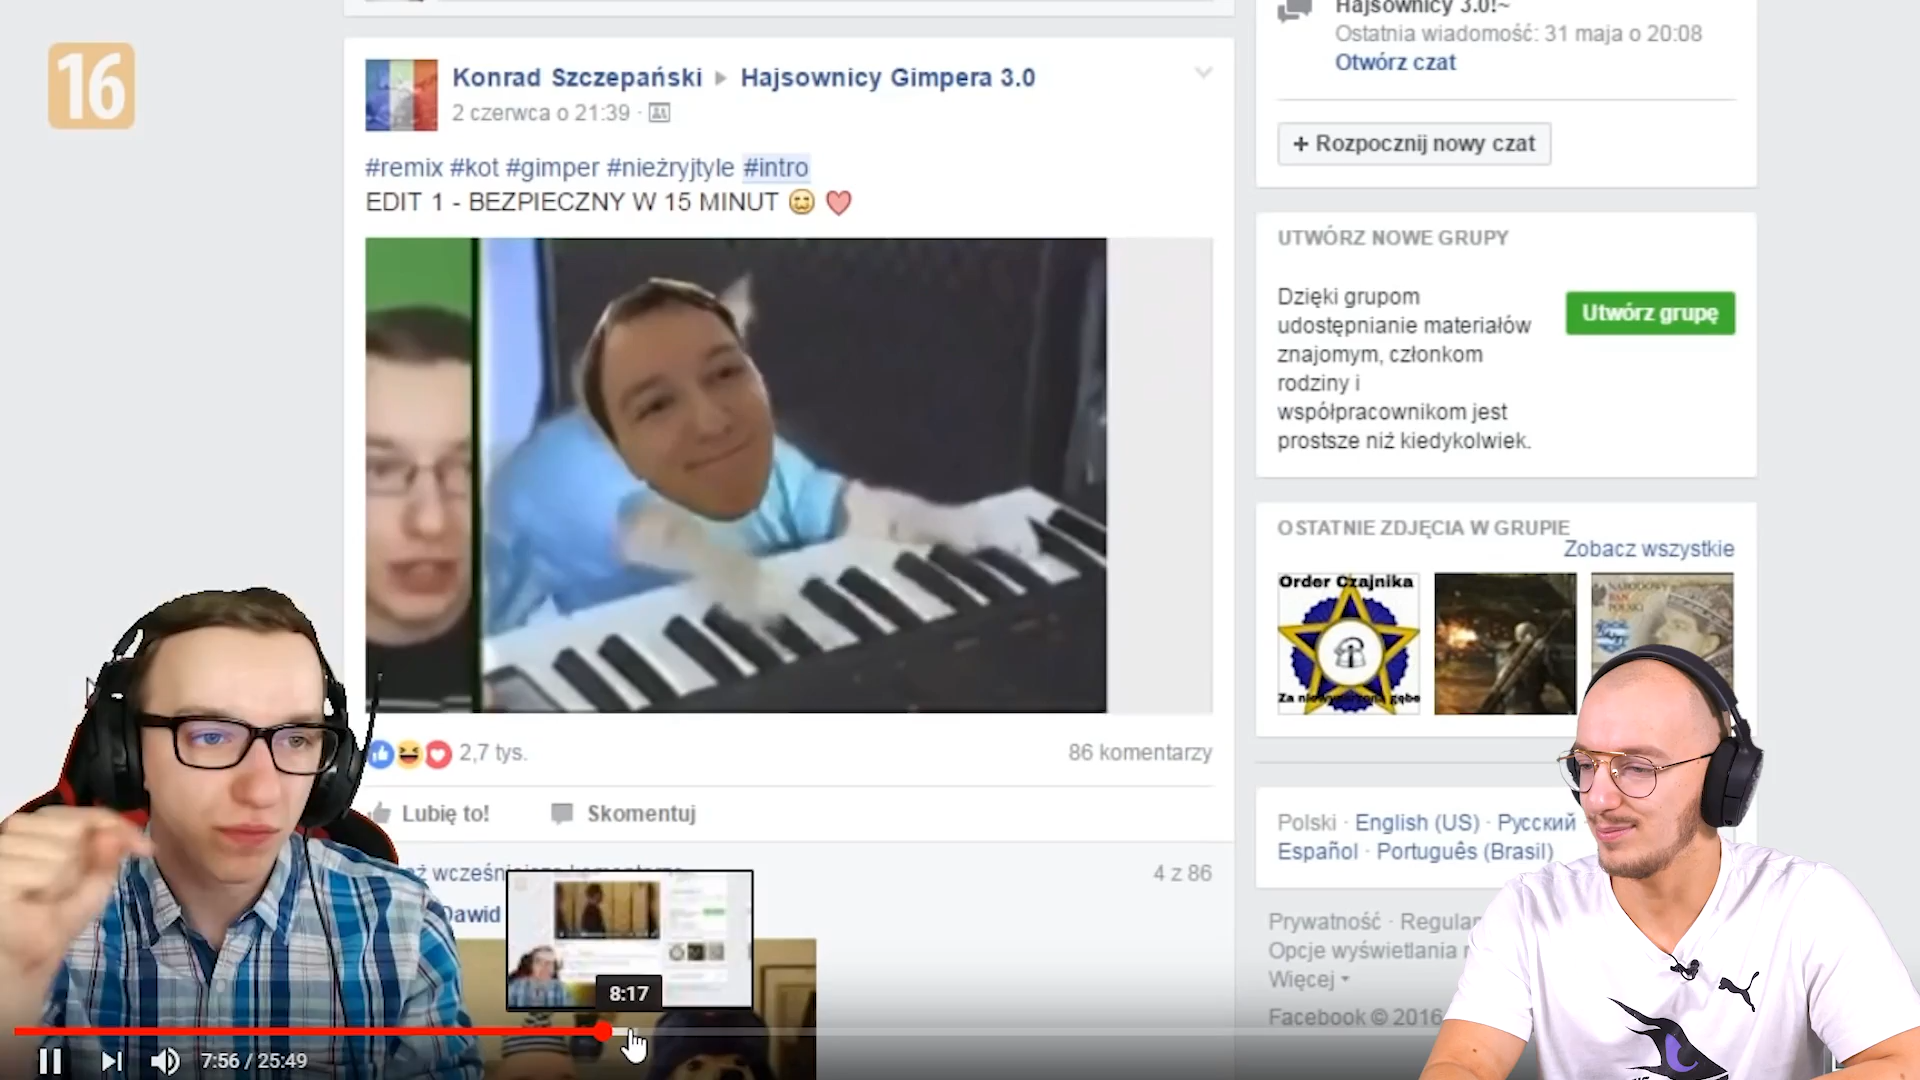 16
Konrad Szczepański ▸ Hajsownicy Gimpera 3.0
2 czerwca o 21:39 ·
#remix #kot #gimper #nieżryjtyle #intro
EDIT 1 - BEZPIECZNY W 15 MINUT
2,7 tys.
86 komentarzy
Lubię to!
Skomentuj
4 z 86
Dawid
8:17
7:56 / 25:49
Hajsownicy 3.0!~
Ostatnia wiadomość: 31 maja o 20:08
Otwórz czat
+ Rozpocznij nowy czat
UTWÓRZ NOWE GRUPY
Dzięki grupom
udostępnianie materiałów
znajomym, członkom
rodziny i
współpracownikom jest
prostsze niż kiedykolwiek.
Utwórz grupę
OSTATNIE ZDJĘCIA W GRUPIE
Zobacz wszystkie
Order Czajnika
Polski · English (US) · Русский ·
Español · Português (Brasil)
Prywatność · Regulan
Opcje wyświetlania
Więcej
Facebook © 2016